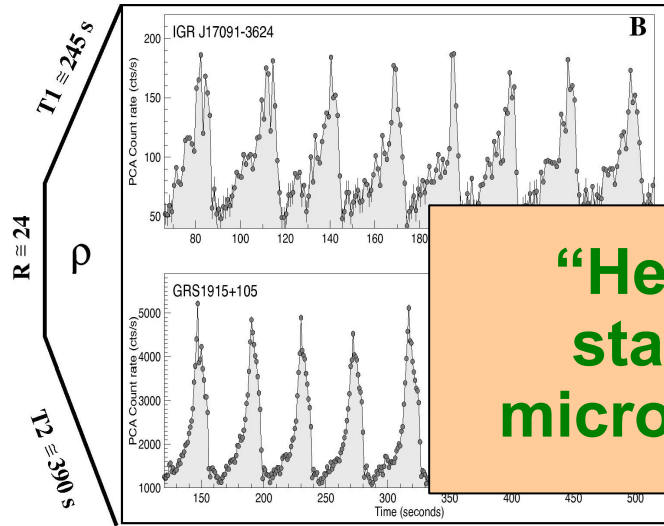 T1 ≅ 245 s
R ≅ 24
ρ
T2 ≅ 390 s
B
IGR J17091-3624
PCA Count rate (cts/s)
200
150
100
50
80 100 120 140 160 180
GRS1915+105
PCA Count rate (cts/s)
5000
4000
3000
2000
1000
150 200 250 300 350 400 450 500
Time (seconds)
“He
sta
micro